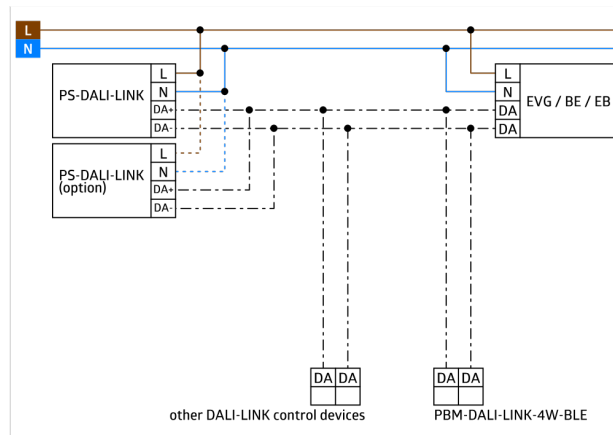 L
N
PS-DALI-LINK
L
N
DA+
DA-
L
N
DA
DA
EVG / BE / EB
PS-DALI-LINK
(option)
L
N
DA+
DA-
DA DA
DA DA
other DALI-LINK control devices
PBM-DALI-LINK-4W-BLE